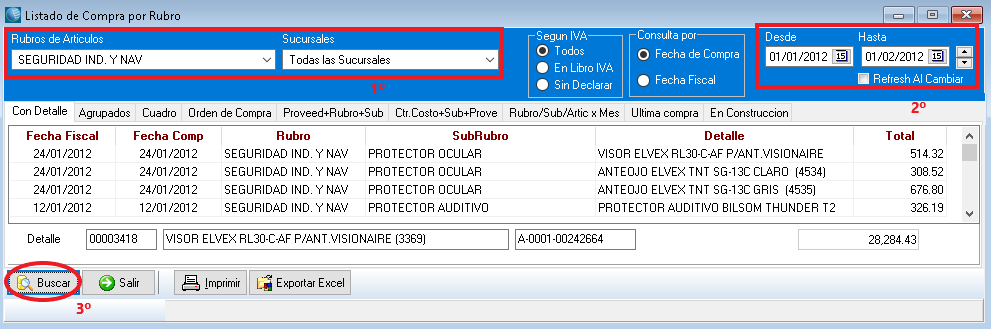 Listado de Compra por Rubro
Rubros de Articulos Sucursales
SEGURIDAD IND. Y NAV Todas las Sucursales
1º
Segun IVA
Todos
En Libro IVA
Sin Declarar
Consulta por
Fecha de Compra
Fecha Fiscal
Desde Hasta
01/01/2012 15 01/02/2012 15
Refresh Al Cambiar
2º
Con Detalle Agrupados Cuadro Orden de Compra Proveed+Rubro+Sub Ctr.Costo+Sub+Prove Rubro/Sub/Artic x Mes Ultima compra En Construccion
Fecha Fiscal Fecha Comp Rubro SubRubro Detalle Total
24/01/2012 24/01/2012 SEGURIDAD IND. Y NAV PROTECTOR OCULAR VISOR ELVEX RL30-C-AF P/ANT.VISIONAIRE 514.32
24/01/2012 24/01/2012 SEGURIDAD IND. Y NAV PROTECTOR OCULAR ANTEOJO ELVEX TNT SG-13C CLARO (4534) 308.52
24/01/2012 24/01/2012 SEGURIDAD IND. Y NAV PROTECTOR OCULAR ANTEOJO ELVEX TNT SG-13C GRIS (4535) 676.80
12/01/2012 12/01/2012 SEGURIDAD IND. Y NAV PROTECTOR AUDITIVO PROTECTOR AUDITIVO BILSOM THUNDER T2 326.19
Detalle 00003418 VISOR ELVEX RL30-C-AF P/ANT.VISIONAIRE (3369) A-0001-00242664 28,284.43
Buscar Salir Imprimir Exportar Excel
3º